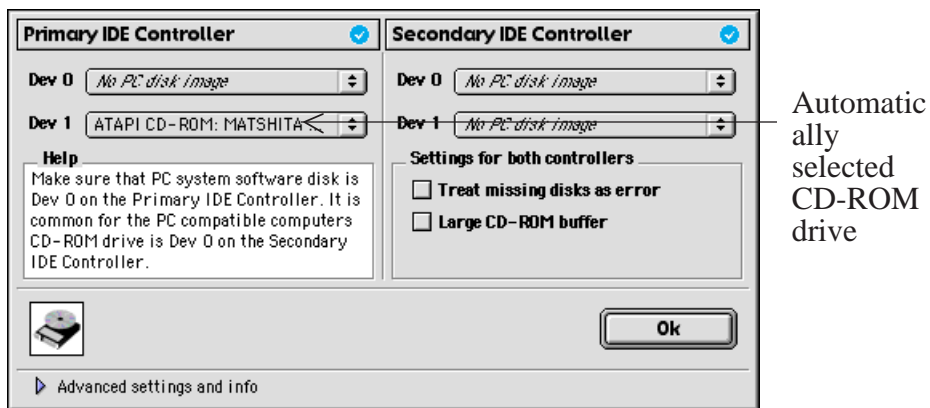 Primary IDE Controller
Dev 0 No PC disk image
Dev 1 ATAPI CD-ROM: MATSHITA
Help
Make sure that PC system software disk is
Dev 0 on the Primary IDE Controller. It is
common for the PC compatible computers
CD-ROM drive is Dev 0 on the Secondary
IDE Controller.
Secondary IDE Controller
Dev 0 No PC disk image
Dev 1 No PC disk image
Settings for both controllers
Treat missing disks as error
Large CD-ROM buffer
Ok
Advanced settings and info
Automatic
ally
selected
CD-ROM
drive